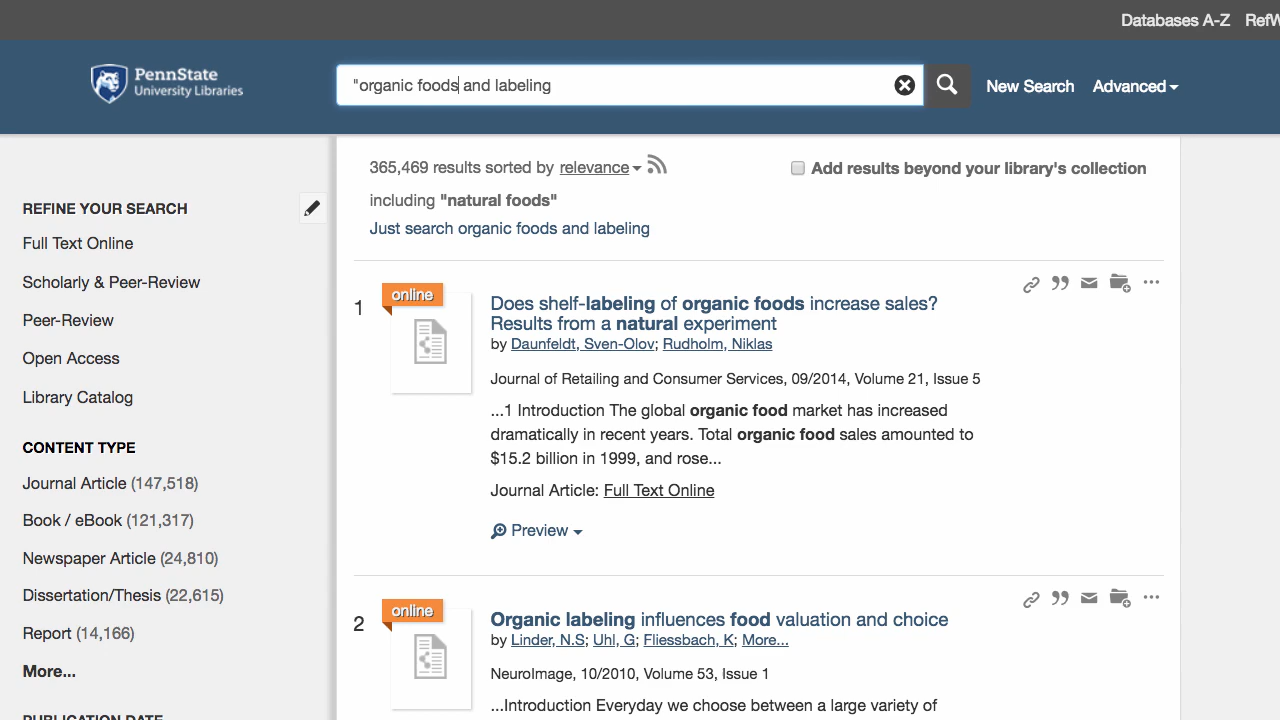 Databases A-Z RefW
PennState
University Libraries
"organic foods and labeling
New Search Advanced
365,469 results sorted by relevance
Add results beyond your library's collection
including "natural foods"
Just search organic foods and labeling
REFINE YOUR SEARCH
Full Text Online
Scholarly & Peer-Review
Peer-Review
Open Access
Library Catalog
CONTENT TYPE
Journal Article (147,518)
Book / eBook (121,317)
Newspaper Article (24,810)
Dissertation/Thesis (22,615)
Report (14,166)
More...
PUBLICATION DATE
1
online
Does shelf-labeling of organic foods increase sales?
Results from a natural experiment
by Daunfeldt, Sven-Olov; Rudholm, Niklas
Journal of Retailing and Consumer Services, 09/2014, Volume 21, Issue 5
...1 Introduction The global organic food market has increased
dramatically in recent years. Total organic food sales amounted to
$15.2 billion in 1999, and rose...
Journal Article: Full Text Online
Preview
2
online
Organic labeling influences food valuation and choice
by Linder, N.S; Uhl, G; Fliessbach, K; More...
NeuroImage, 10/2010, Volume 53, Issue 1
...Introduction Everyday we choose between a large variety of